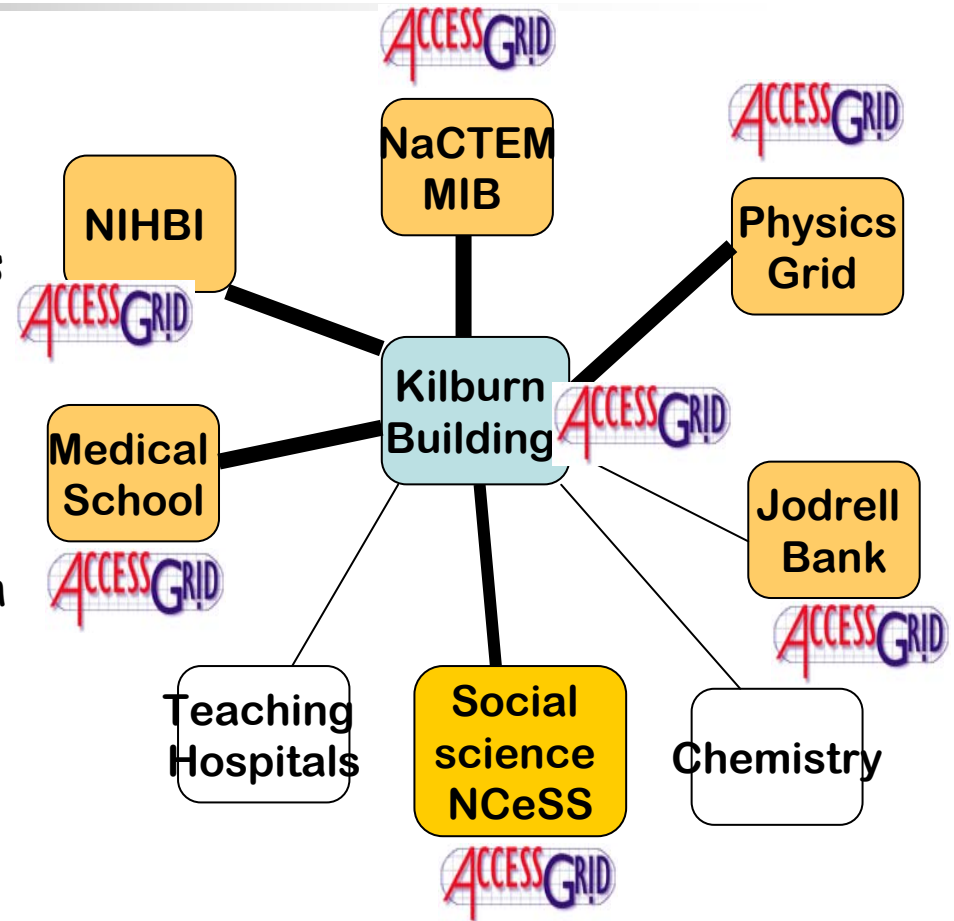 ACCESSGRID
NaCTEM
MIB
ACCESSGRID
NIHBI
Physics
Grid
s
ACCESSGRID
Kilburn
Building
ACCESSGRID
Medical
School
Jodrell
Bank
ACCESSGRID
a
ACCESSGRID
Teaching
Hospitals
Social
science
NCeSS
Chemistry
ACCESSGRID